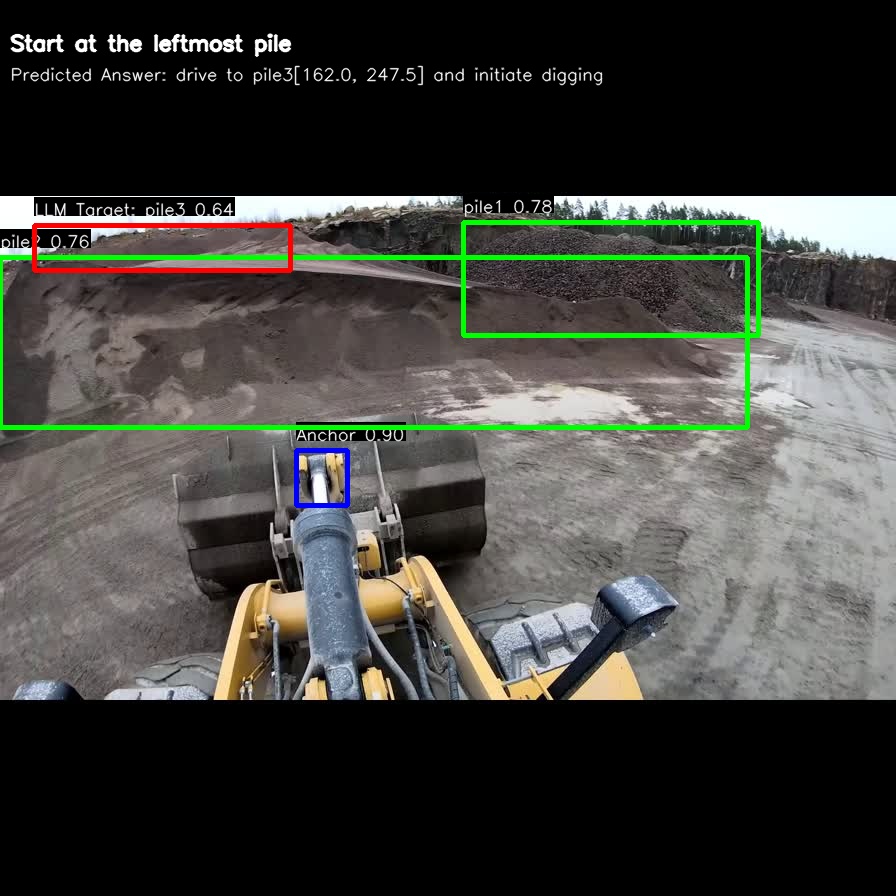 Start at the leftmost pile
Predicted Answer: drive to pile3[162.0, 247.5] and initiate digging
LLM Target: pile3 0.64
pile1 0.78
pile2 0.76
Anchor 0.90